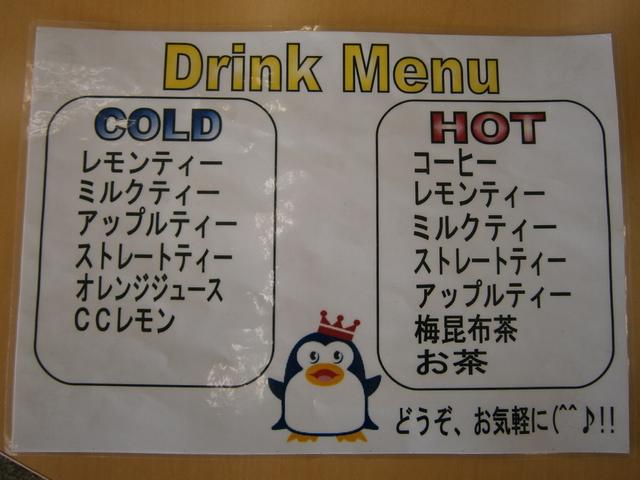 Drink Menu
COLD
レモンティー
ミルクティー
アップルティー
ストレートティー
オレンジジュース
ＣＣレモン
HOT
コーヒー
レモンティー
ミルクティー
ストレートティー
アップルティー
梅昆布茶
お茶
どうぞ、お気軽に(^^♪!!